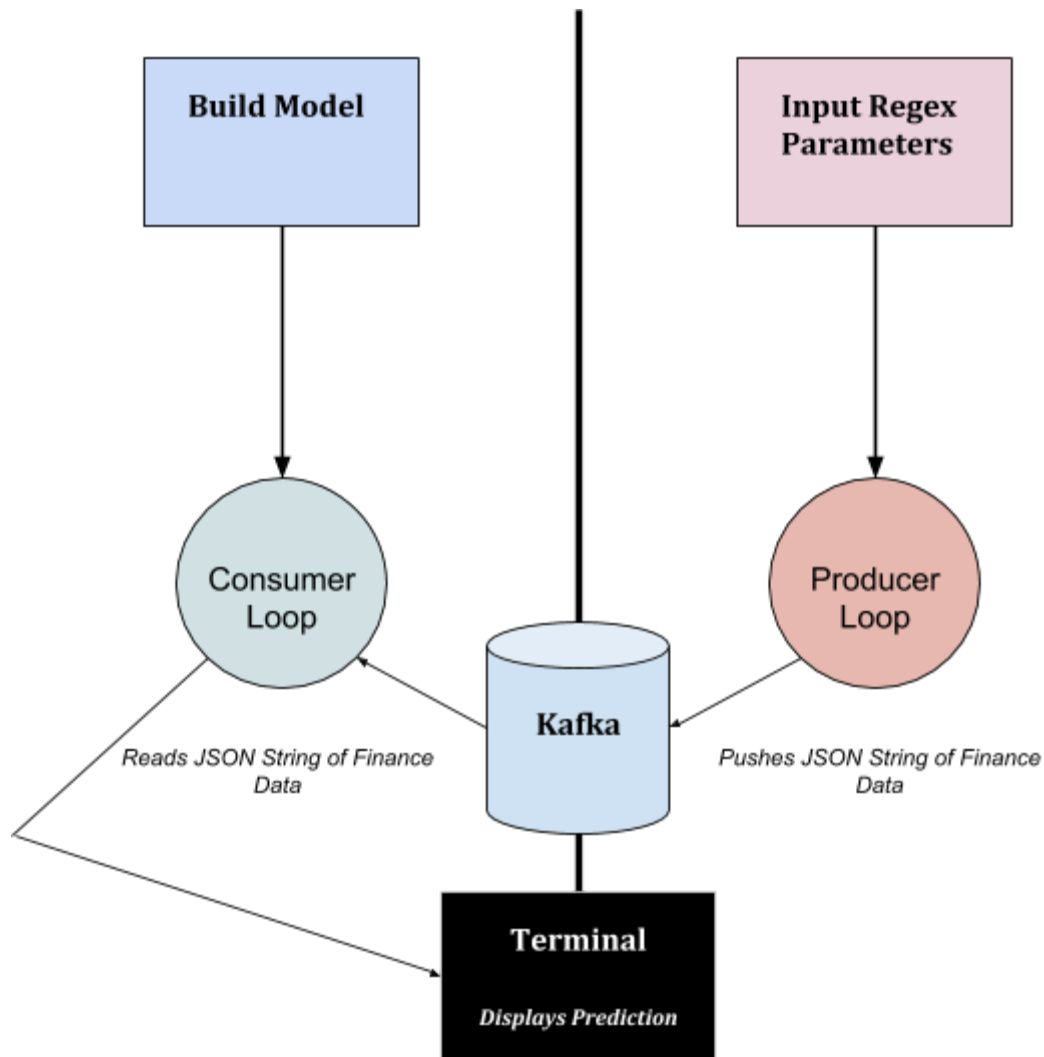 Build Model
Input Regex
Parameters
Consumer
Loop
Producer
Loop
Kafka
Reads JSON String of Finance
Data
Pushes JSON String of Finance
Data
Terminal
Displays Prediction